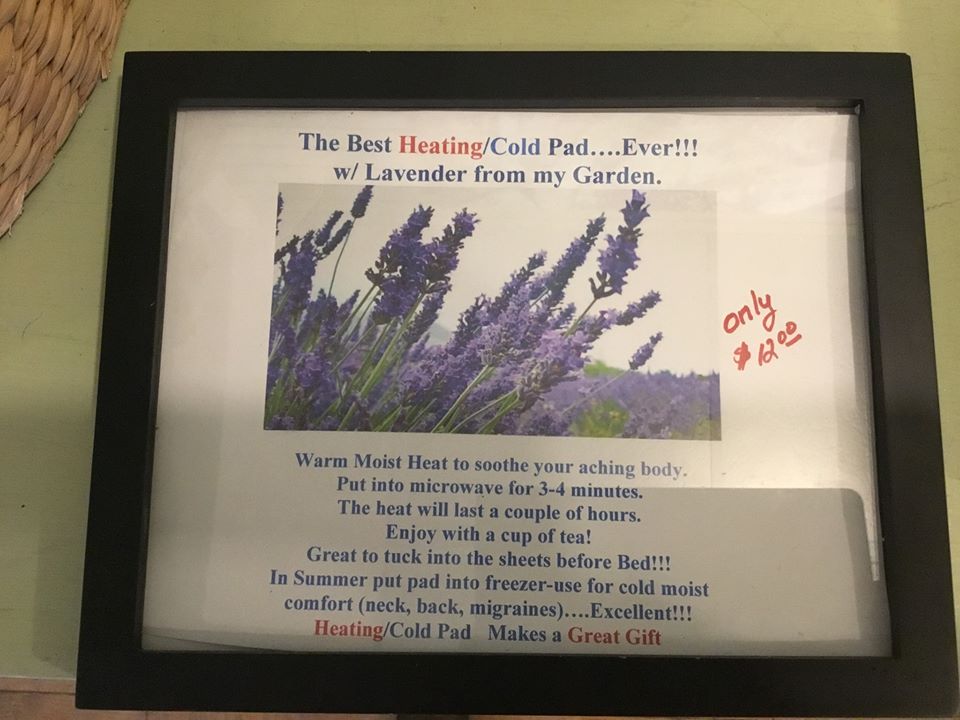 The Best Heating/Cold Pad….Ever!!!
w/ Lavender from my Garden.
only
$12.00
Warm Moist Heat to soothe your aching body.
Put into microwave for 3-4 minutes.
The heat will last a couple of hours.
Enjoy with a cup of tea!
Great to tuck into the sheets before Bed!!!
In Summer put pad into freezer-use for cold moist
comfort (neck, back, migraines)….Excellent!!!
Heating/Cold Pad Makes a Great Gift